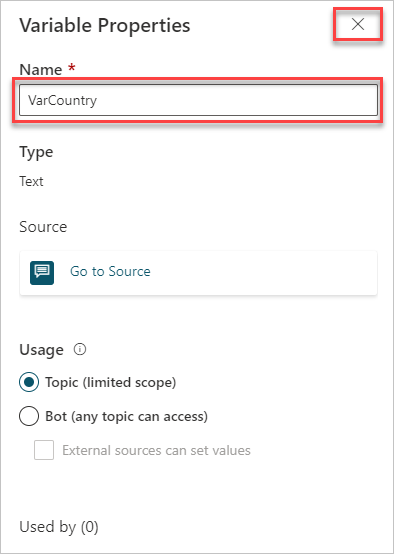 Variable Properties
Name *
VarCountry
Type
Text
Source
Go to Source
Usage
Topic (limited scope)
Bot (any topic can access)
External sources can set values
Used by (0)